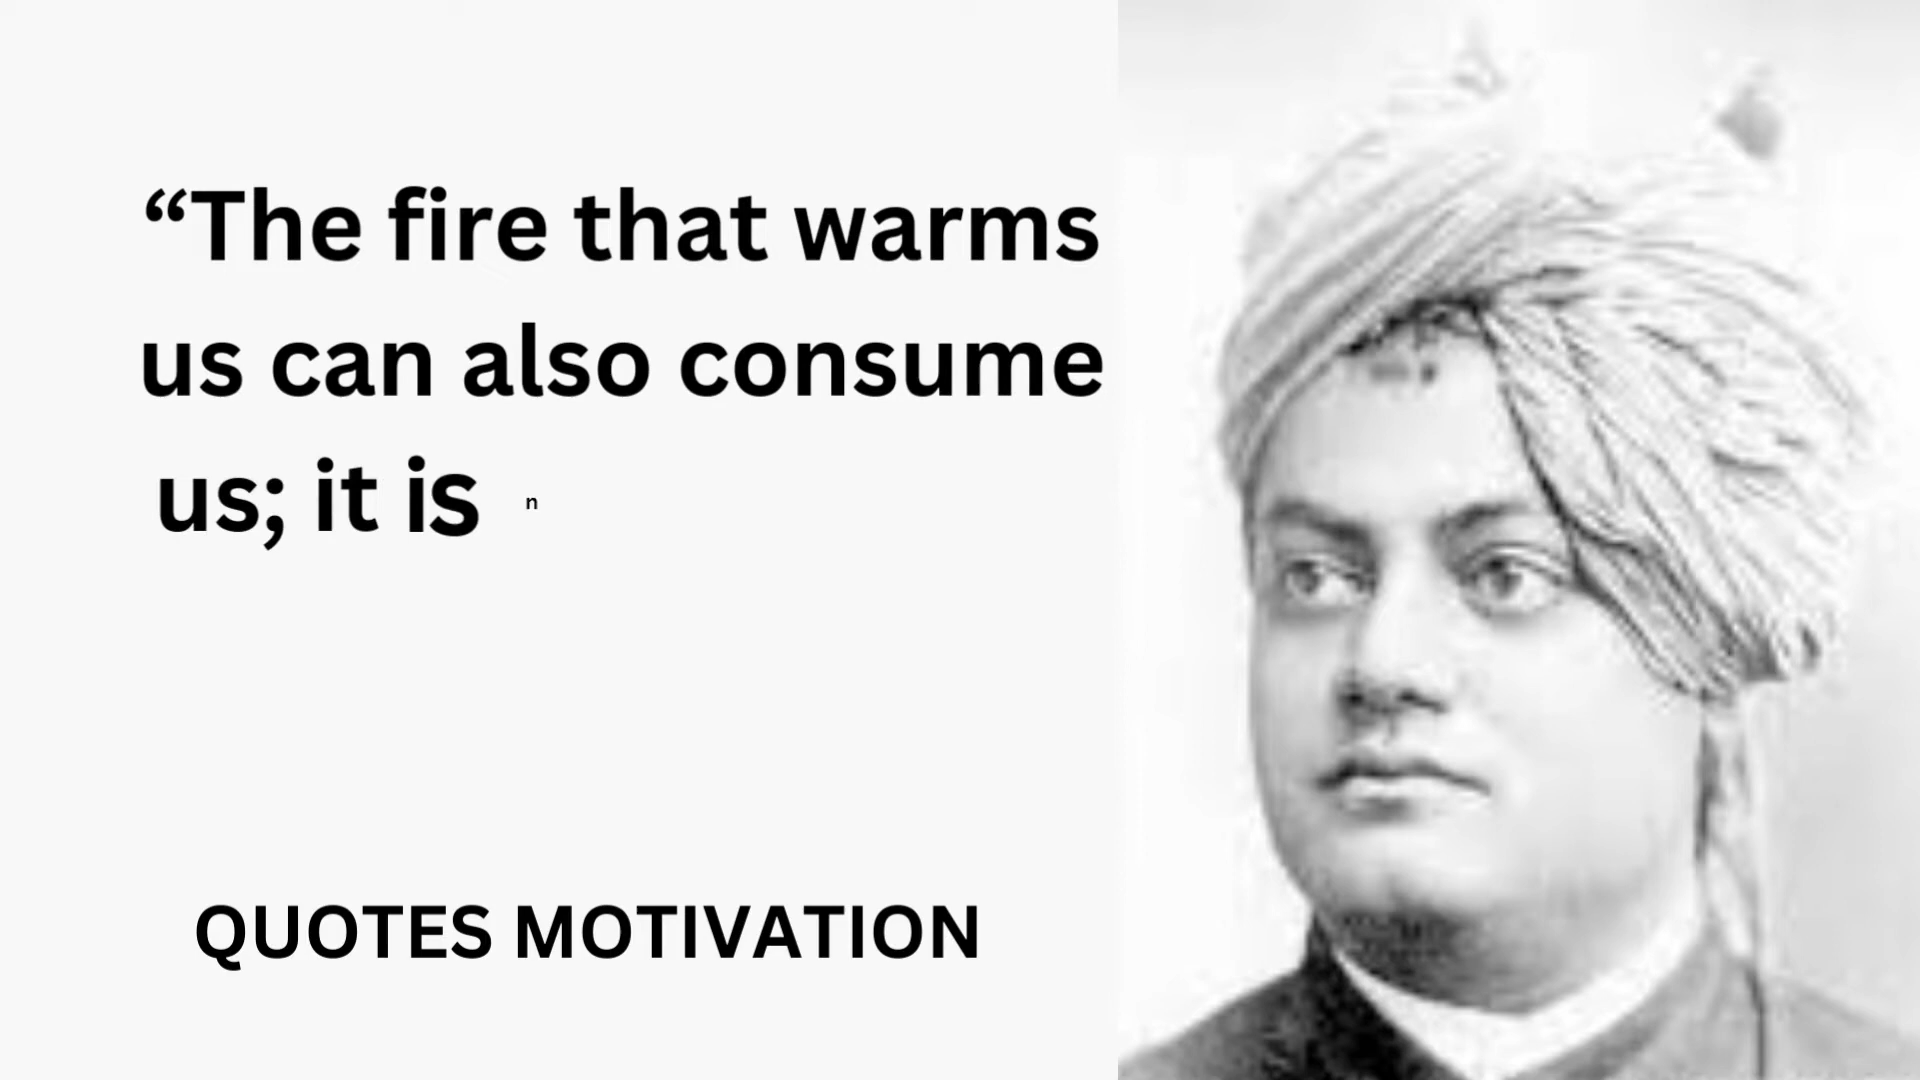 “The fire that warms
us can also consume
us; it is n
QUOTES MOTIVATION